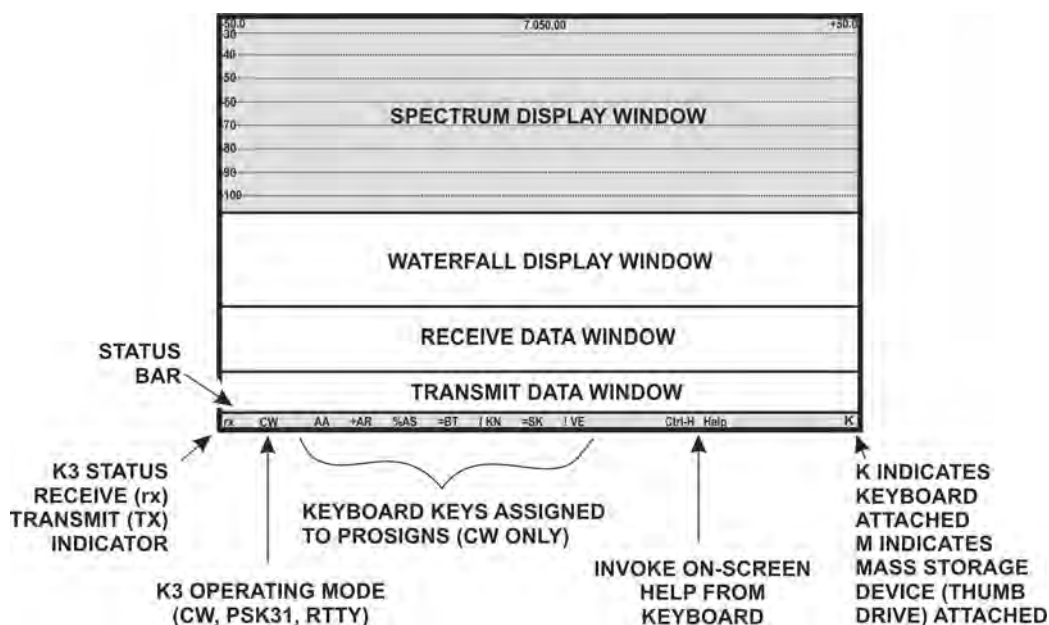 -50.0 7.050.00 +50.0
-30
-40
-50
-60
-70
-80
-90
-100
SPECTRUM DISPLAY WINDOW
WATERFALL DISPLAY WINDOW
RECEIVE DATA WINDOW
TRANSMIT DATA WINDOW
STATUS
BAR
rx CW AA +AR %AS =BT KN =SK ! VE Ctrl-H Help K
K3 STATUS
RECEIVE (rx)
TRANSMIT (TX)
INDICATOR
K3 OPERATING MODE
(CW, PSK31, RTTY)
KEYBOARD KEYS ASSIGNED
TO PROSIGNS (CW ONLY)
INVOKE ON-SCREEN
HELP FROM
KEYBOARD
K INDICATES
KEYBOARD
ATTACHED
M INDICATES
MASS STORAGE
DEVICE (THUMB
DRIVE) ATTACHED